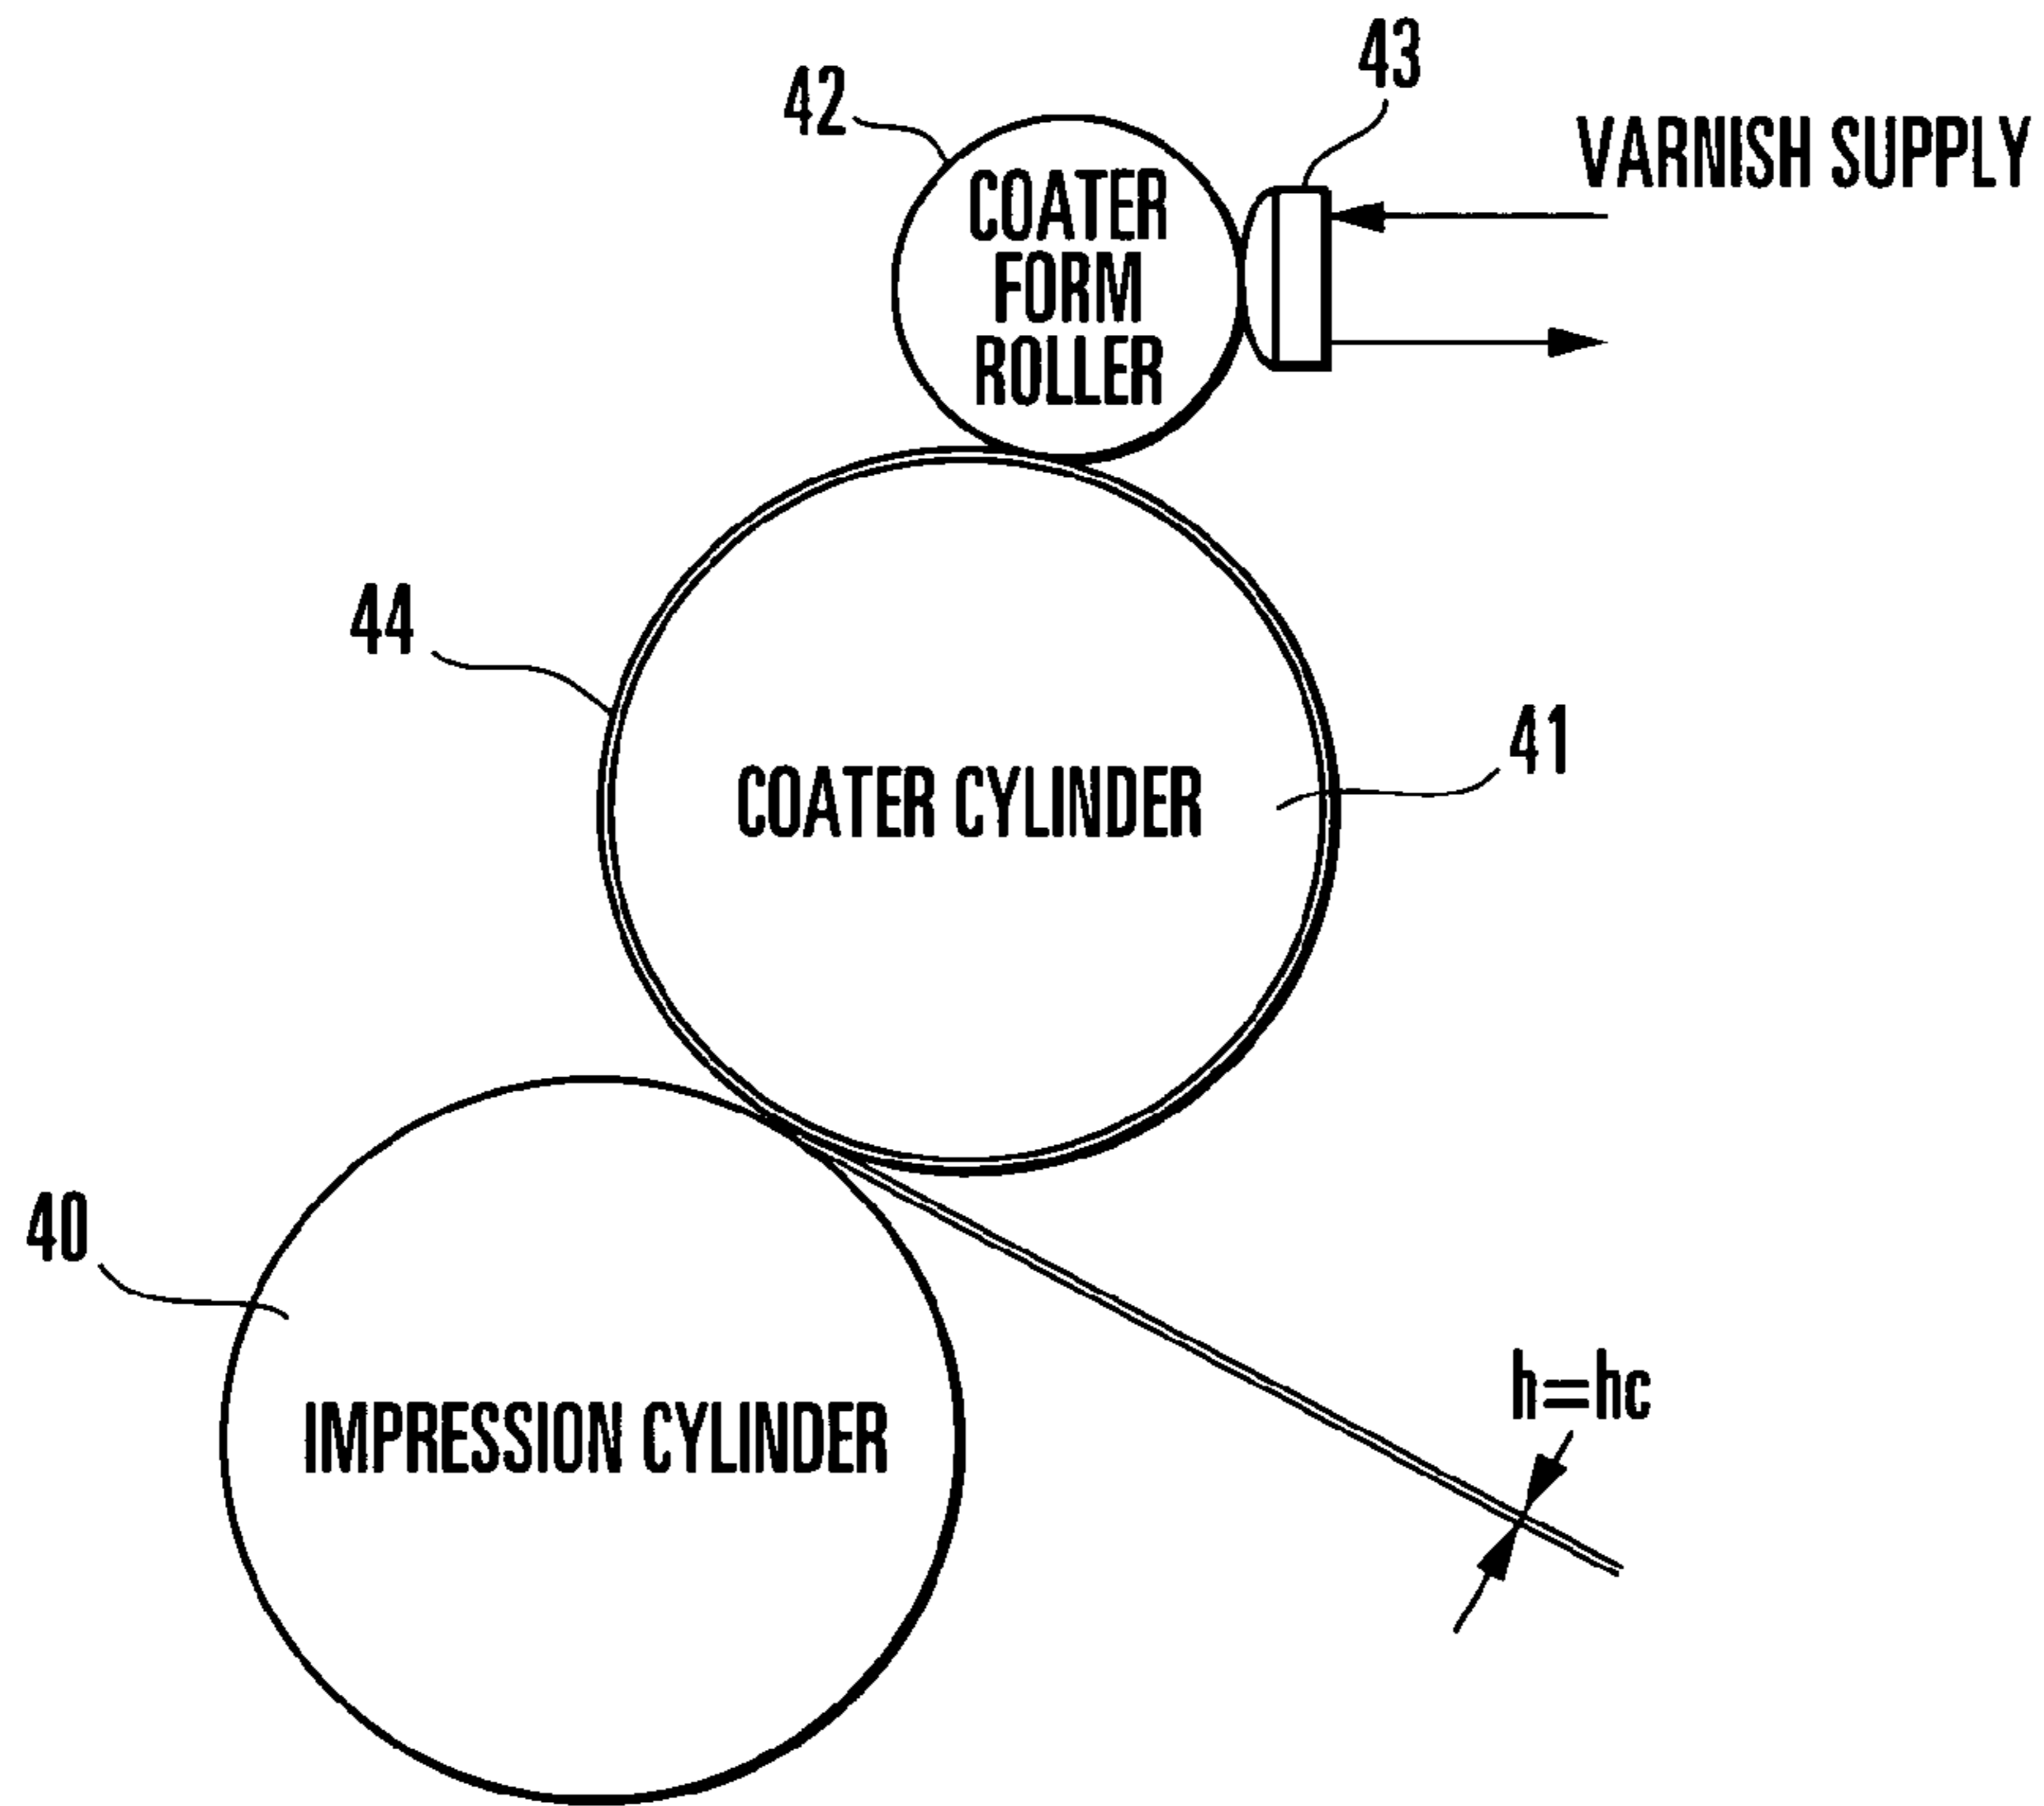 43
42
VARNISH SUPPLY
COATER
FORM
ROLLER
44
41
COATER CYLINDER
40
h=hc
IMPRESSION CYLINDER